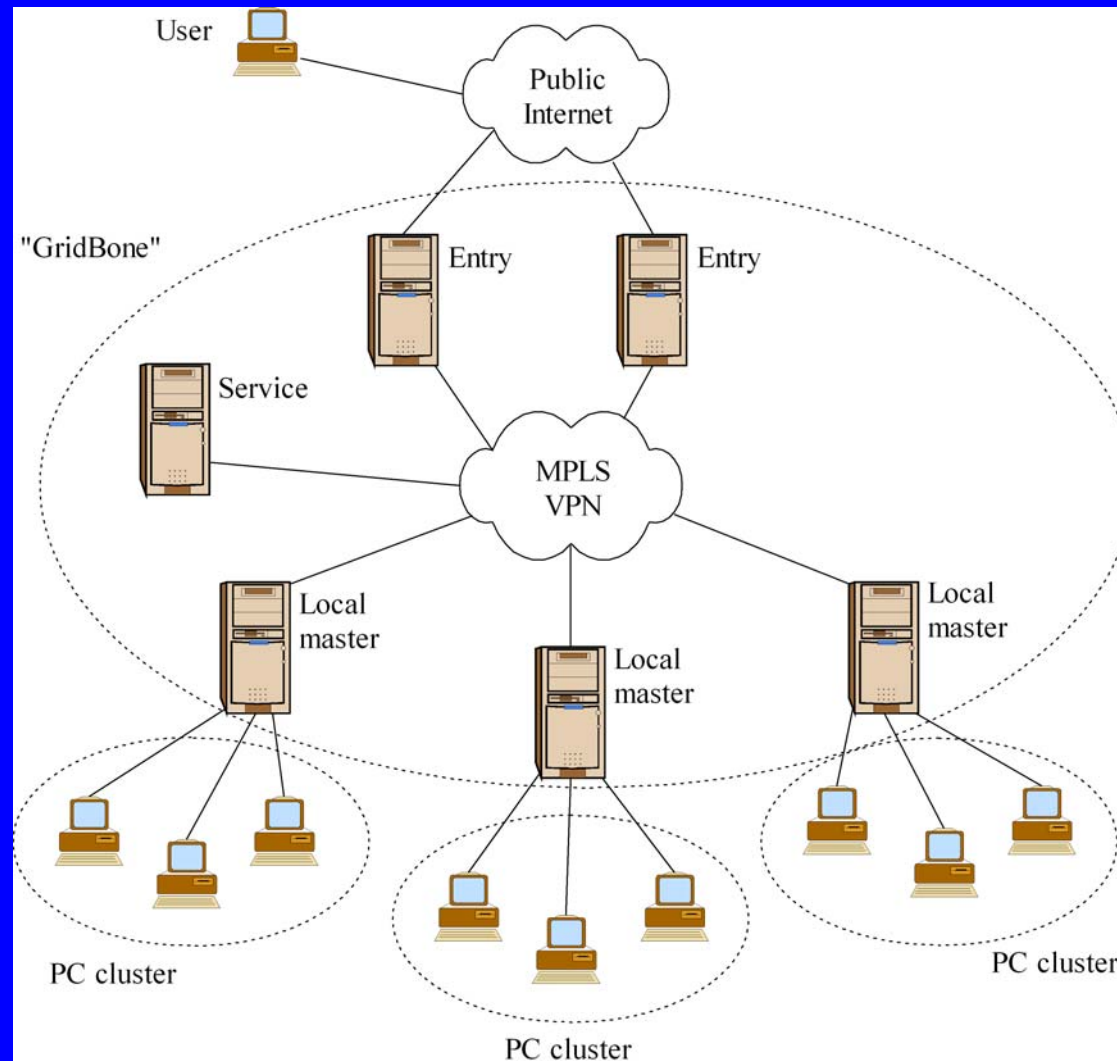 User
Public
Internet
"GridBone"
Entry
Entry
Service
MPLS
VPN
Local
master
Local
master
Local
master
PC cluster
PC cluster
PC cluster